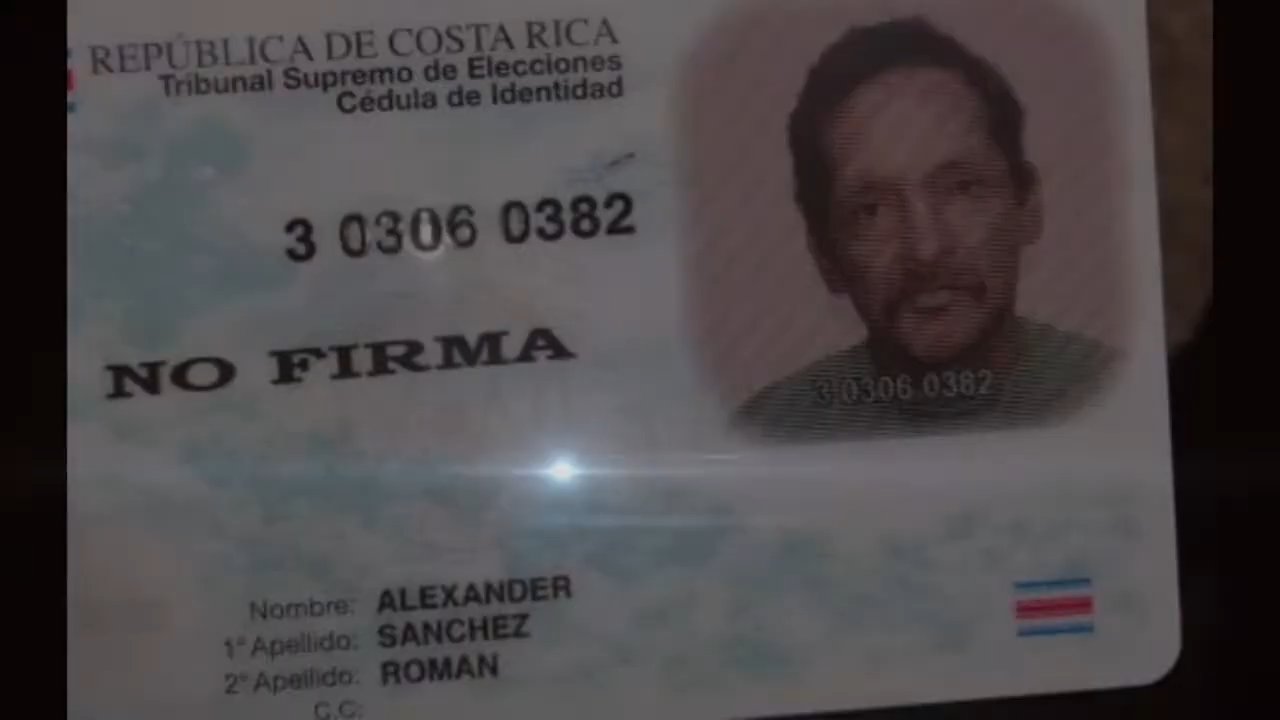 REPÚBLICA DE COSTA RICA
Tribunal Supremo de Elecciones
Cédula de Identidad
3 0306 0382
NO FIRMA
3 0306 0382
Nombre: ALEXANDER
1° Apellido: SANCHEZ
2° Apellido: ROMAN
C.C: